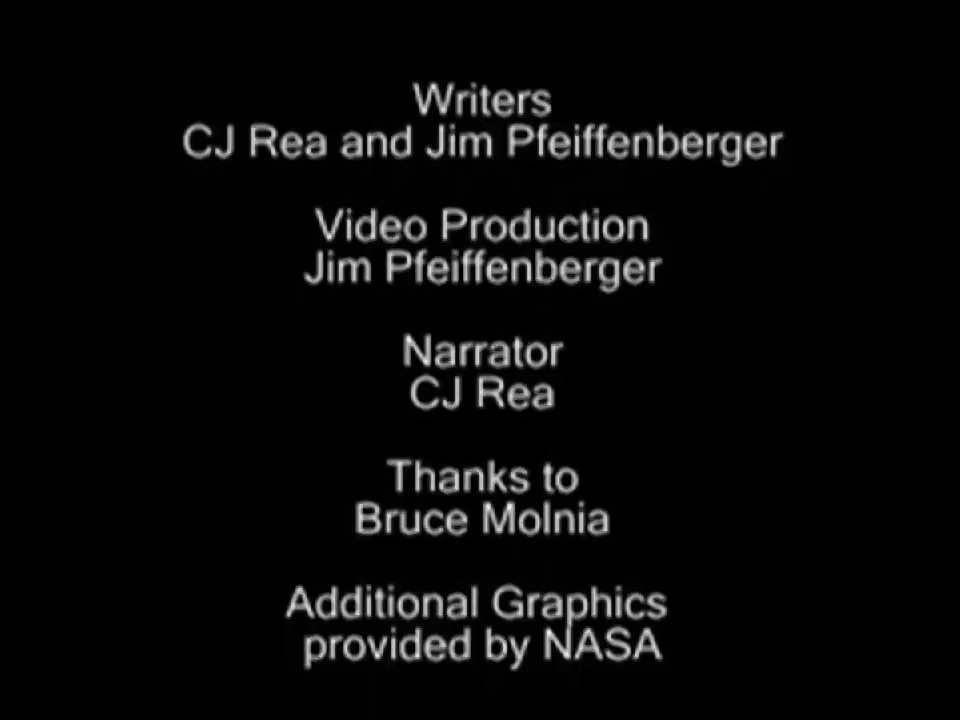 Writers
CJ Rea and Jim Pfeiffenberger
Video Production
Jim Pfeiffenberger
Narrator
CJ Rea
Thanks to
Bruce Molnia
Additional Graphics
provided by NASA